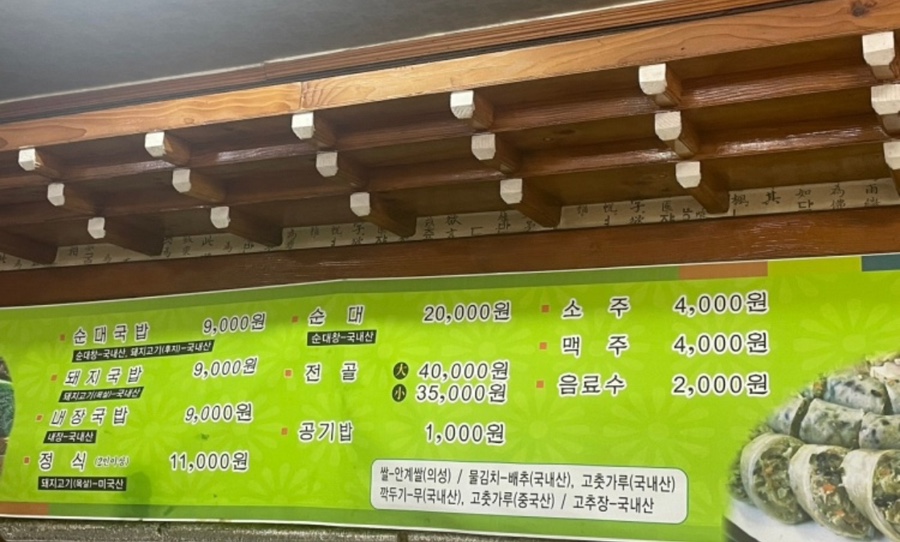 순대국밥 9,000원
순대창-국내산, 돼지고기(후지)-국내산
돼지국밥 9,000원
돼지고기(목살)-국내산
내장국밥 9,000원
내장-국내산
정식 (2인이상) 11,000원
돼지고기(목살)-미국산
순대 20,000원
순대창-국내산
전골 大 40,000원
小 35,000원
공기밥 1,000원
소주 4,000원
맥주 4,000원
음료수 2,000원
쌀-안계쌀(의성) / 물김치-배추(국내산), 고춧가루(국내산)
깍두기-무(국내산), 고춧가루(중국산) / 고추장-국내산